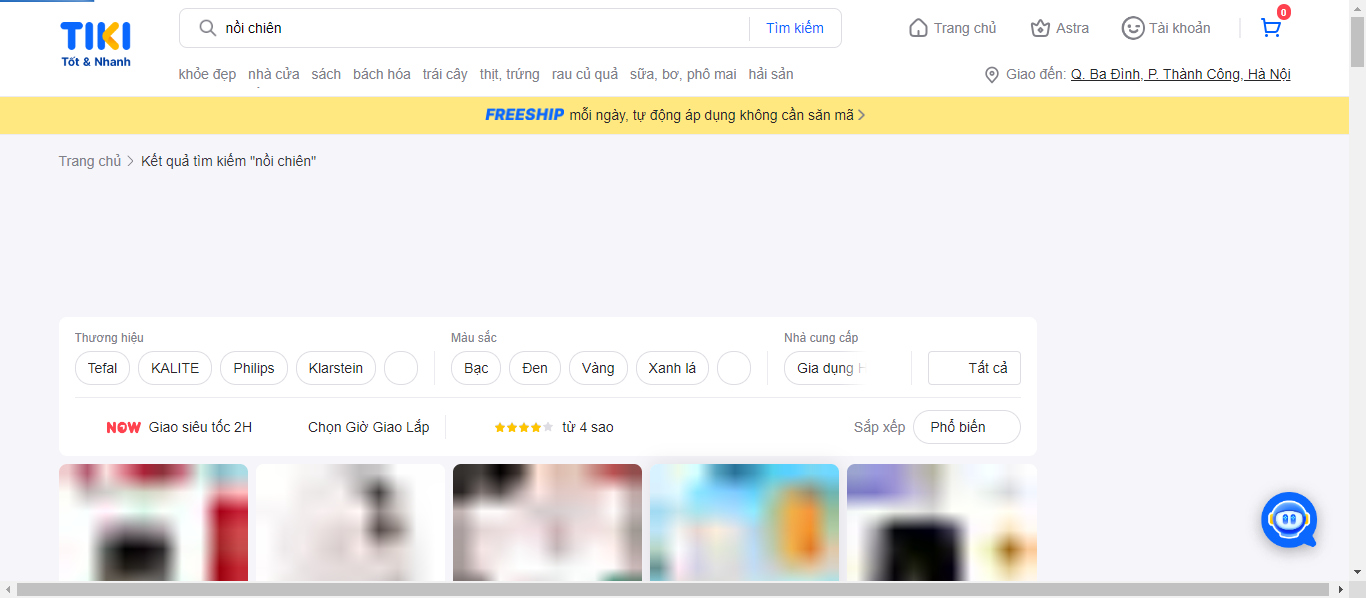 TIKI
Tốt & Nhanh
nồi chiên
Tìm kiếm
Trang chủ
Astra
Tài khoản
0
khỏe đẹp nhà cửa sách bách hóa trái cây thịt, trứng rau củ quả sữa, bơ, phô mai hải sản
Giao đến: Q. Ba Đình, P. Thành Công, Hà Nội
FREESHIP mỗi ngày, tự động áp dụng không cần săn mã
Trang chủ
Kết quả tìm kiếm "nồi chiên"
Thương hiệu
Tefal
KALITE
Philips
Klarstein
Màu sắc
Bạc
Đen
Vàng
Xanh lá
Nhà cung cấp
Gia dụng
Tất cả
NOW Giao siêu tốc 2H
Chọn Giờ Giao Lắp
từ 4 sao
Sắp xếp
Phổ biến